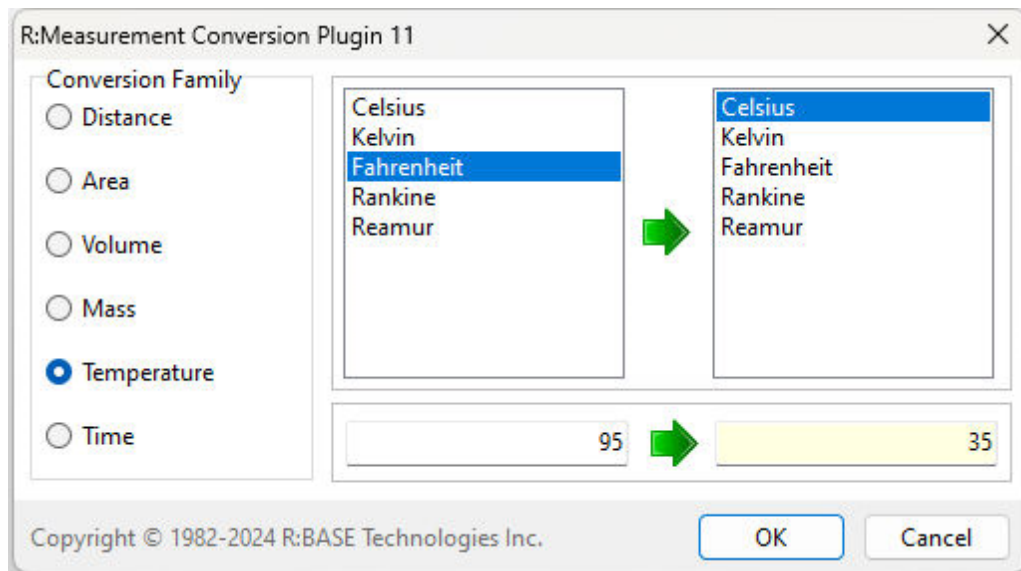 R:Measurement Conversion Plugin 11
Conversion Family
Distance
Area
Volume
Mass
Temperature
Time
Celsius
Kelvin
Fahrenheit
Rankine
Reamur
Celsius
Kelvin
Fahrenheit
Rankine
Reamur
95
35
Copyright © 1982-2024 R:BASE Technologies Inc.
OK
Cancel